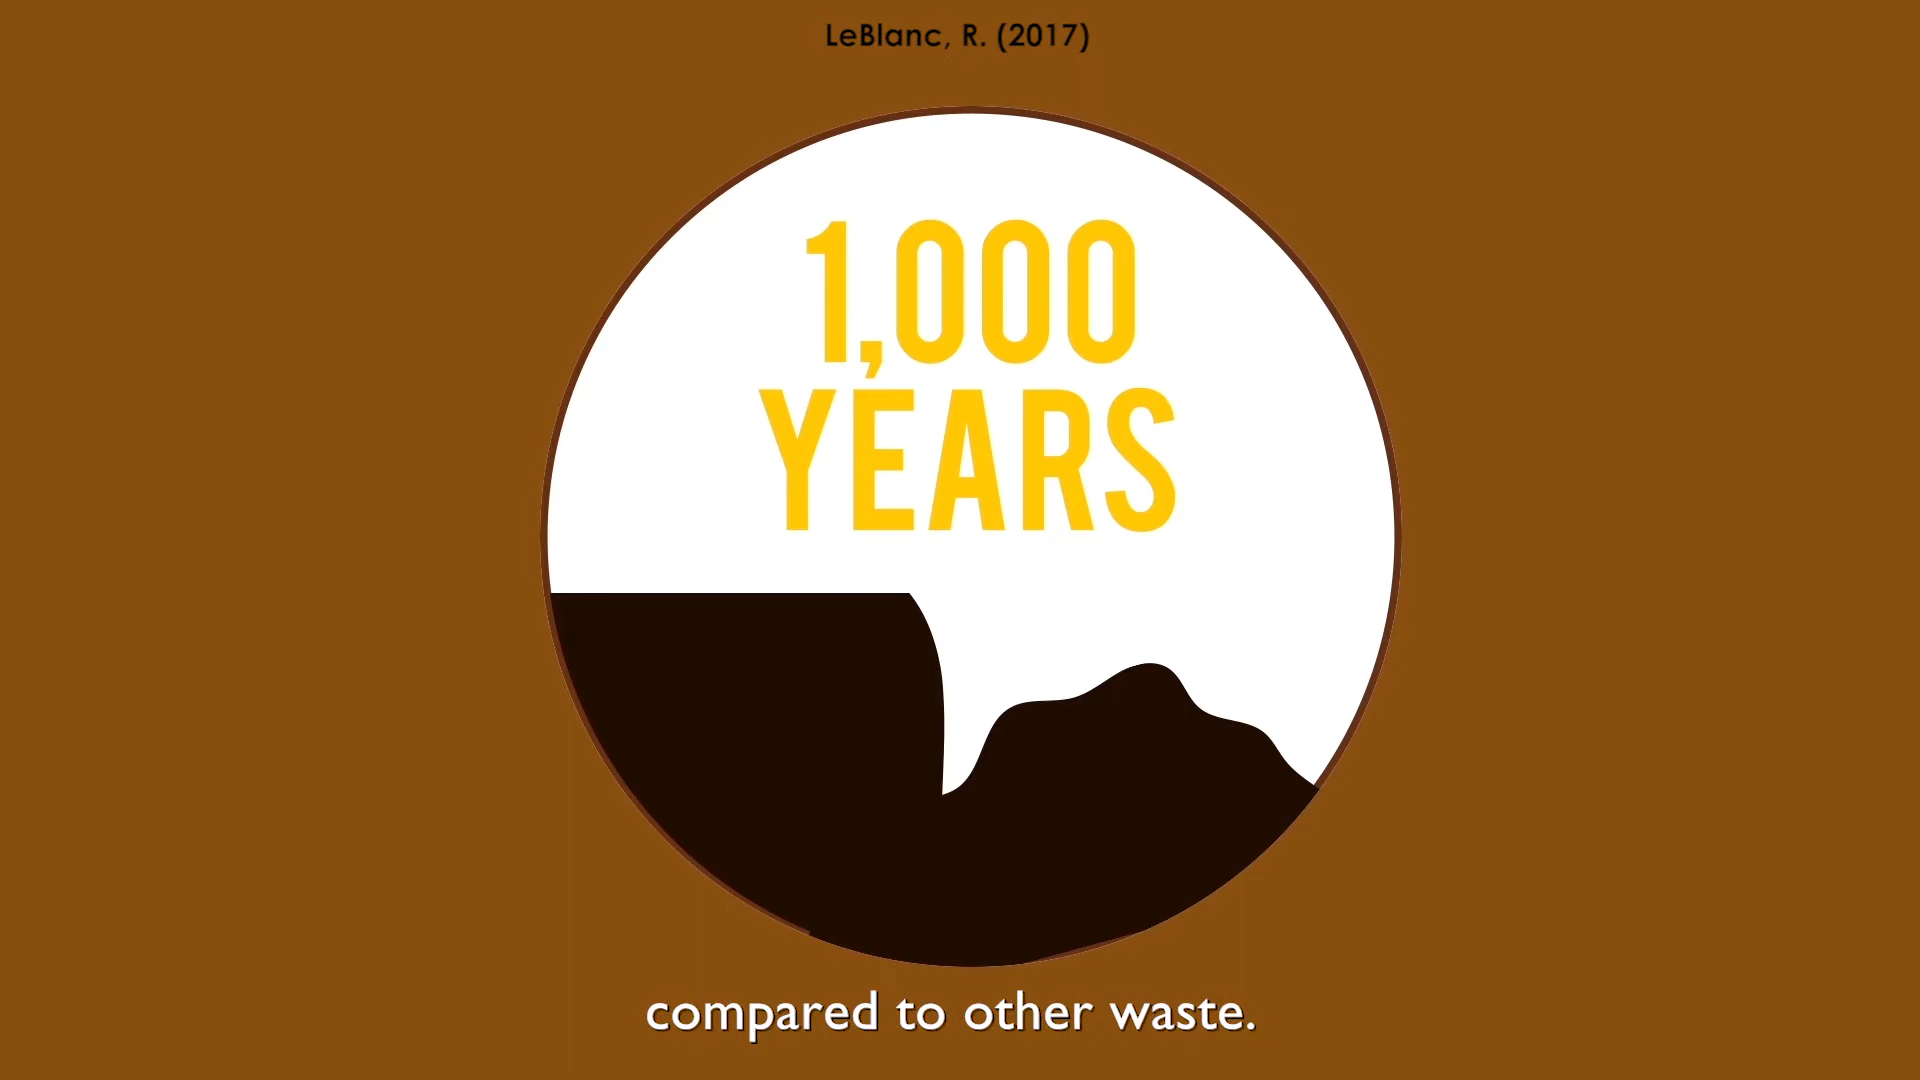 LeBlanc, R. (2017)
1,000
YEARS
compared to other waste.